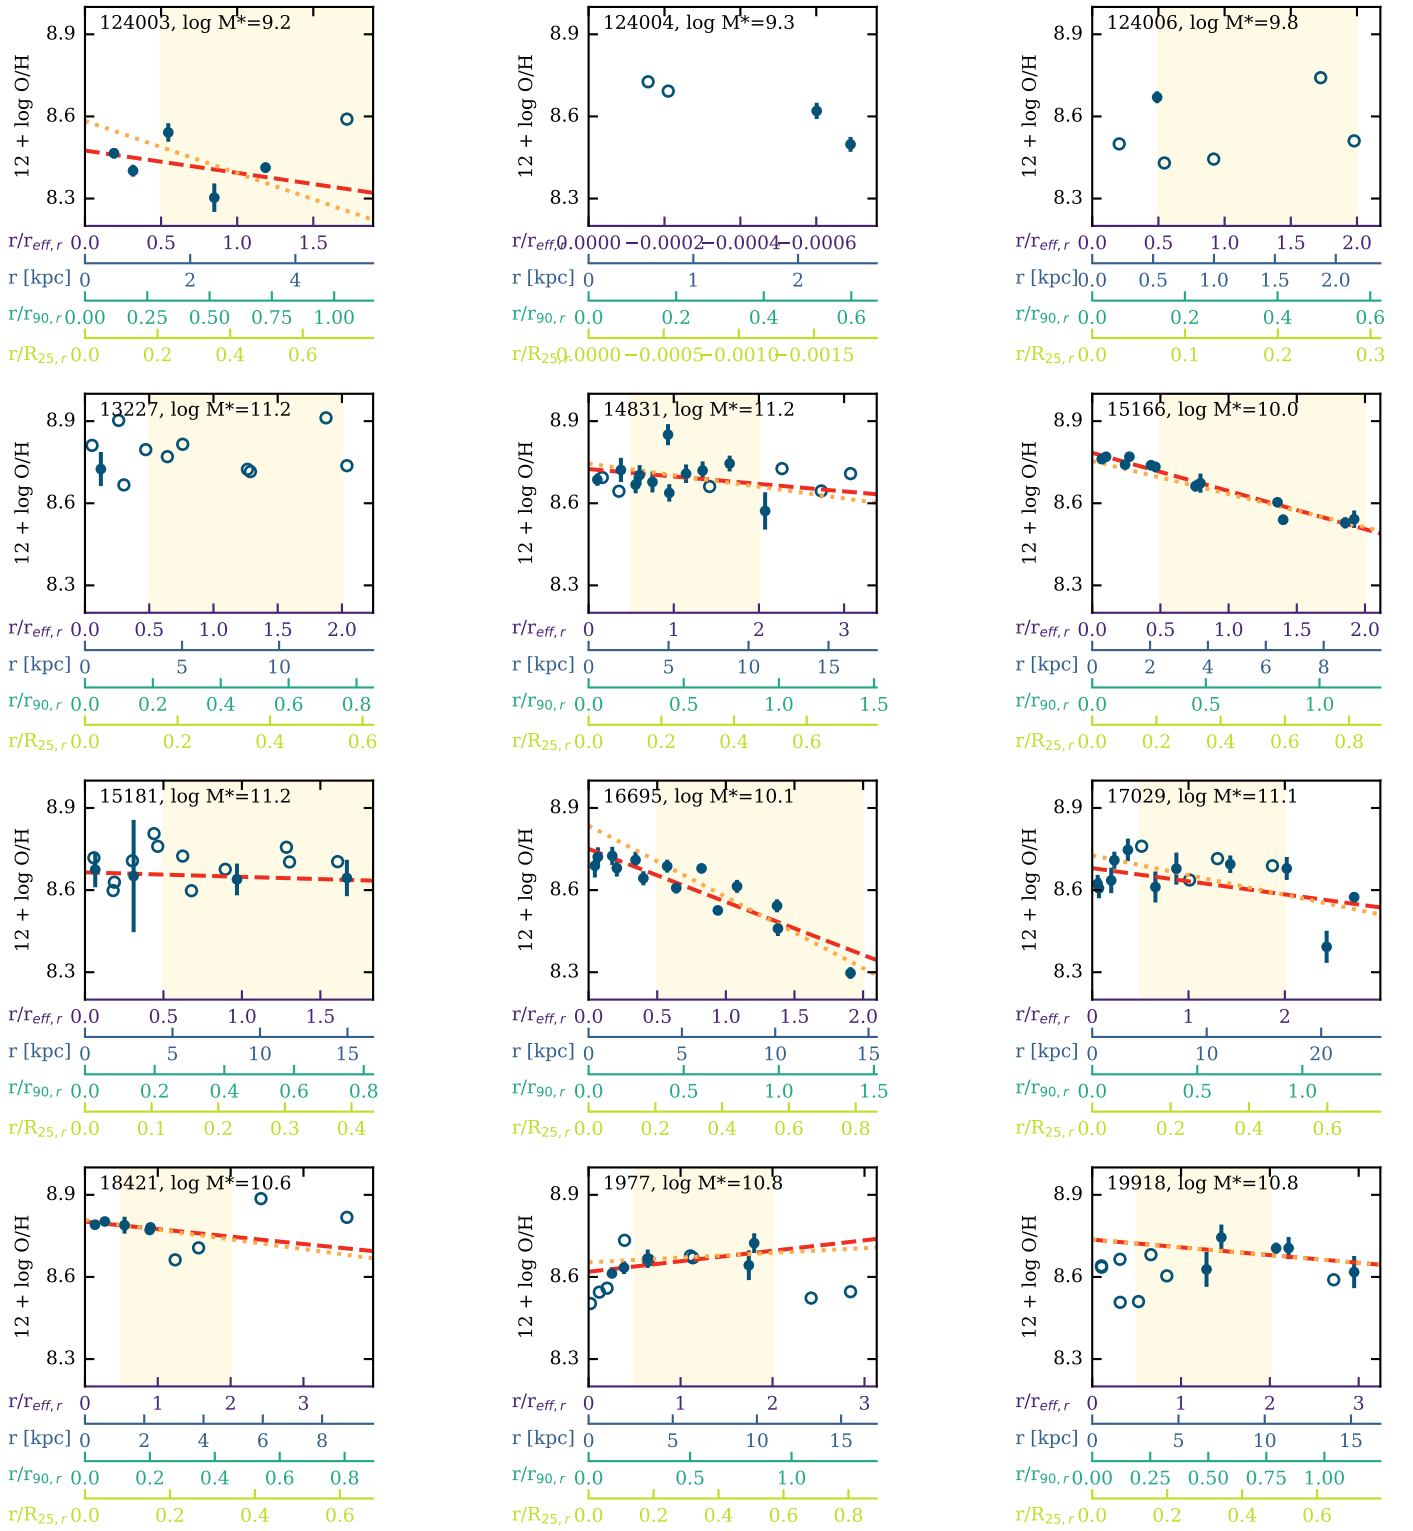 124003, log M*=9.2
12 + log O/H
8.9
8.6
8.3
r/r_eff,r 0.0 0.5 1.0 1.5
r [kpc] 0 2 4
r/r_90,r 0.00 0.25 0.50 0.75 1.00
r/R_25,r 0.0 0.2 0.4 0.6
124004, log M*=9.3
12 + log O/H
8.9
8.6
8.3
r/r_eff,r 0.0000 −0.0002 −0.0004 −0.0006
r [kpc] 0 1 2
r/r_90,r 0.0 0.2 0.4 0.6
r/R_25,r 0.0000 −0.0005 −0.0010 −0.0015
124006, log M*=9.8
12 + log O/H
8.9
8.6
8.3
r/r_eff,r 0.0 0.5 1.0 1.5 2.0
r [kpc] 0.0 0.5 1.0 1.5 2.0
r/r_90,r 0.0 0.2 0.4 0.6
r/R_25,r 0.0 0.1 0.2 0.3
13227, log M*=11.2
12 + log O/H
8.9
8.6
8.3
r/r_eff,r 0.0 0.5 1.0 1.5 2.0
r [kpc] 0 5 10
r/r_90,r 0.0 0.2 0.4 0.6 0.8
r/R_25,r 0.0 0.2 0.4 0.6
14831, log M*=11.2
12 + log O/H
8.9
8.6
8.3
r/r_eff,r 0 1 2 3
r [kpc] 0 5 10 15
r/r_90,r 0.0 0.5 1.0 1.5
r/R_25,r 0.0 0.2 0.4 0.6
15166, log M*=10.0
12 + log O/H
8.9
8.6
8.3
r/r_eff,r 0.0 0.5 1.0 1.5 2.0
r [kpc] 0 2 4 6 8
r/r_90,r 0.0 0.5 1.0
r/R_25,r 0.0 0.2 0.4 0.6 0.8
15181, log M*=11.2
12 + log O/H
8.9
8.6
8.3
r/r_eff,r 0.0 0.5 1.0 1.5
r [kpc] 0 5 10 15
r/r_90,r 0.0 0.2 0.4 0.6 0.8
r/R_25,r 0.0 0.1 0.2 0.3 0.4
16695, log M*=10.1
12 + log O/H
8.9
8.6
8.3
r/r_eff,r 0.0 0.5 1.0 1.5 2.0
r [kpc] 0 5 10 15
r/r_90,r 0.0 0.5 1.0 1.5
r/R_25,r 0.0 0.2 0.4 0.6 0.8
17029, log M*=11.1
12 + log O/H
8.9
8.6
8.3
r/r_eff,r 0 1 2
r [kpc] 0 10 20
r/r_90,r 0.0 0.5 1.0
r/R_25,r 0.0 0.2 0.4 0.6
18421, log M*=10.6
12 + log O/H
8.9
8.6
8.3
r/r_eff,r 0 1 2 3
r [kpc] 0 2 4 6 8
r/r_90,r 0.0 0.2 0.4 0.6 0.8
r/R_25,r 0.0 0.2 0.4 0.6
1977, log M*=10.8
12 + log O/H
8.9
8.6
8.3
r/r_eff,r 0 1 2 3
r [kpc] 0 5 10 15
r/r_90,r 0.0 0.5 1.0
r/R_25,r 0.0 0.2 0.4 0.6 0.8
19918, log M*=10.8
12 + log O/H
8.9
8.6
8.3
r/r_eff,r 0 1 2 3
r [kpc] 0 5 10 15
r/r_90,r 0.00 0.25 0.50 0.75 1.00
r/R_25,r 0.0 0.2 0.4 0.6